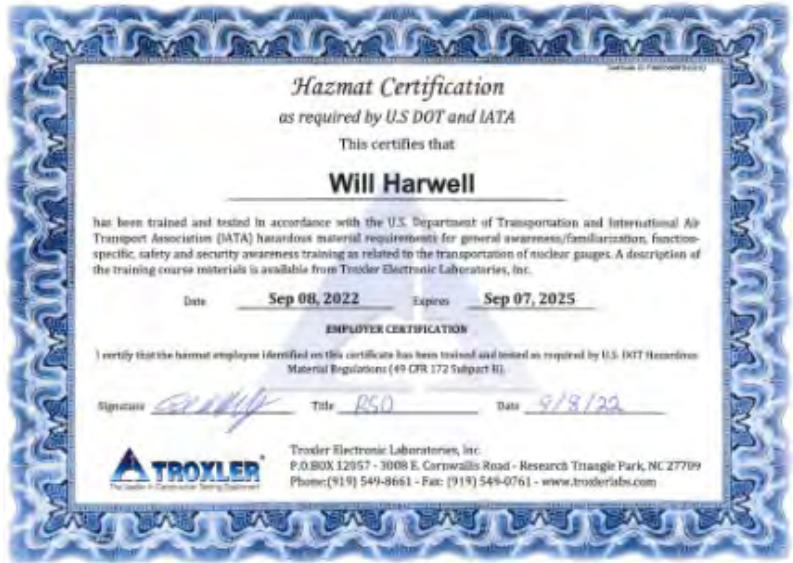 Hazmat Certification
as required by U.S DOT and IATA
This certifies that
Will Harwell
has been trained and tested in accordance with the U.S. Department of Transportation and International Air
Transport Association (IATA) hazardous material requirements for general awareness/familiarization, function-
specific, safety and security awareness training as related to the transportation of nuclear gauges. A description of
the training course materials is available from Troxler Electronic Laboratories, Inc.
Date Sep 08, 2022 Expires Sep 07, 2025
EMPLOYER CERTIFICATION
I certify that the hazmat employee identified on this certificate has been trained and tested as required by U.S. DOT Hazardous
Material Regulations (49 CFR 172 Subpart H).
Signature Title RSO Date 9/8/22
Troxler Electronic Laboratories, Inc.
P.O.BOX 12057 - 3008 E. Cornwallis Road - Research Triangle Park, NC 27709
Phone:(919) 549-8661 - Fax: (919) 549-0761 - www.troxlerlabs.com
TROXLER
The Leader in Construction Testing Equipment